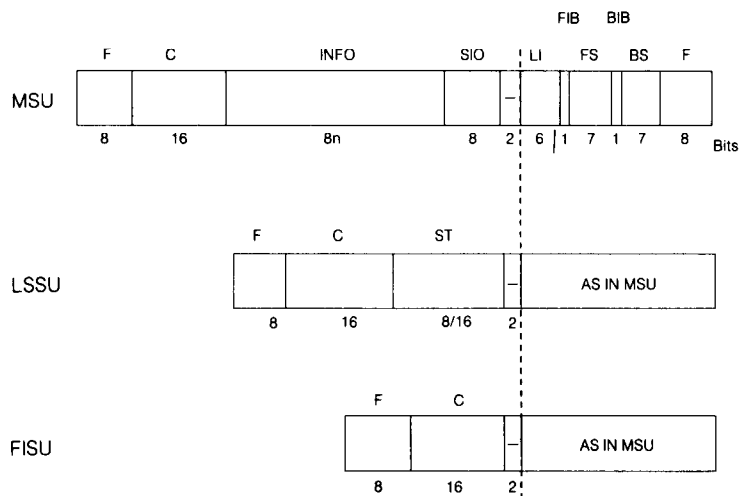 FIB BIB
F C INFO SIO LI FS BS F
MSU –
8 16 8n 8 2 6 1 7 1 7 8 Bits
F C ST
LSSU – AS IN MSU
8 16 8/16 2
F C
FISU – AS IN MSU
8 16 2